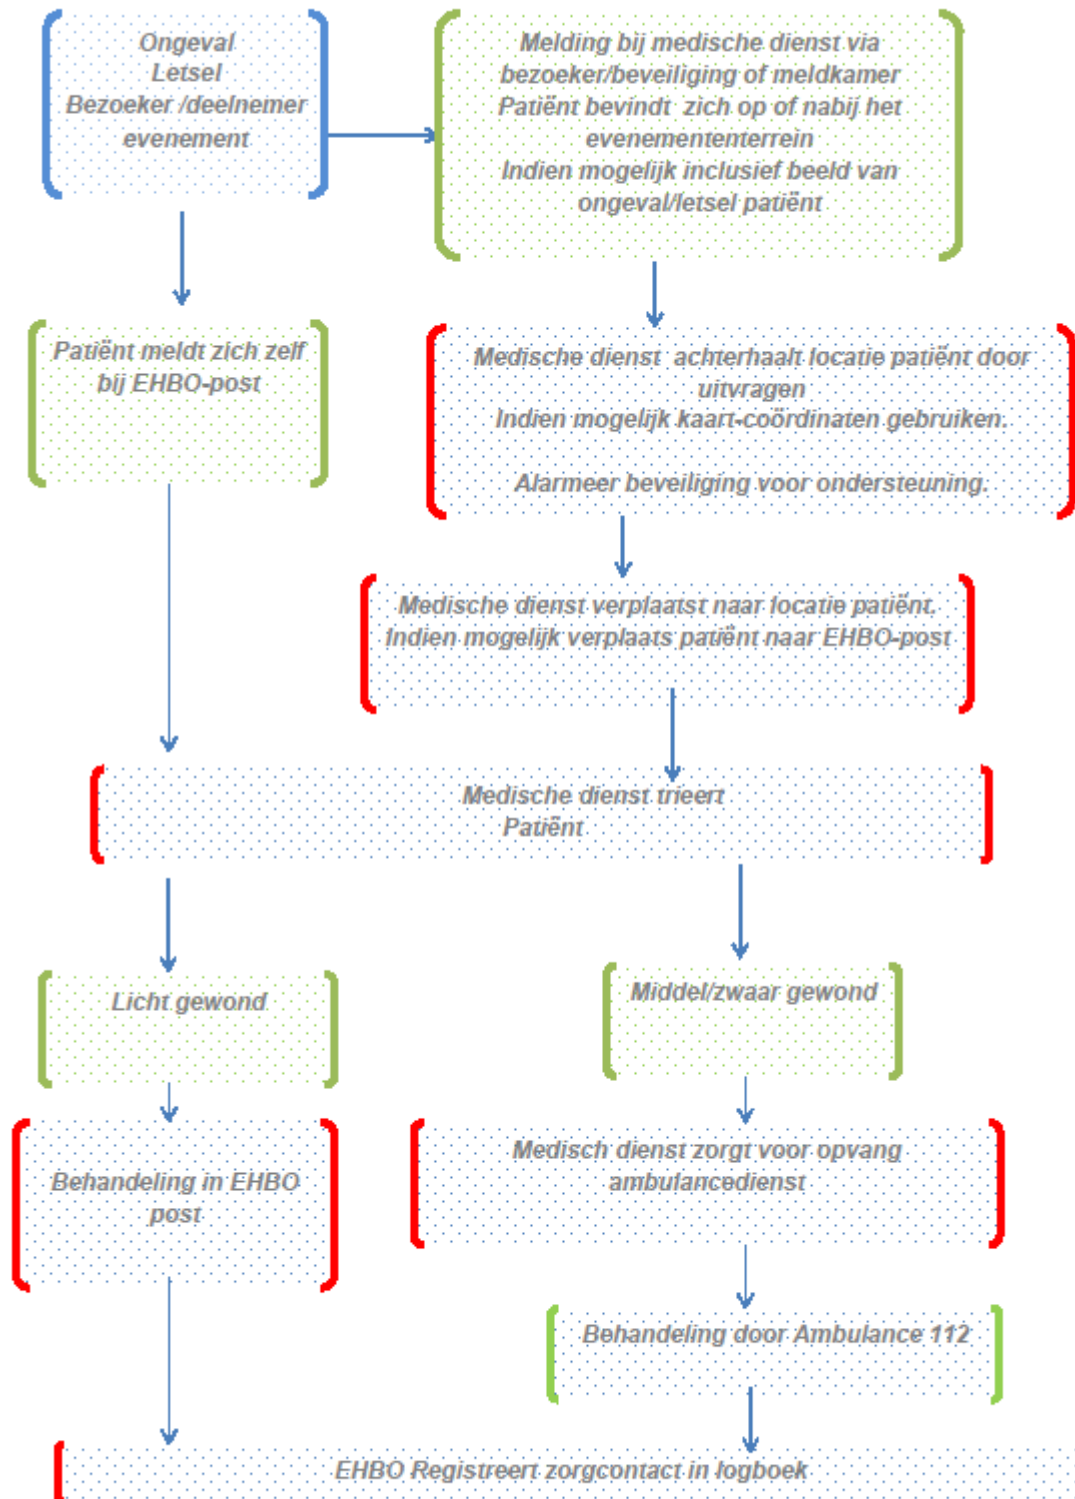 Ongeval
Letsel
Bezoeker /deelnemer
evenement
Melding bij medische dienst via
bezoeker/beveiliging of meldkamer
Patiënt bevindt zich op of nabij het
evenemententerrein
Indien mogelijk inclusief beeld van
ongeval/letsel patiënt
Patiënt meldt zich zelf
bij EHBO-post
Medische dienst achterhaalt locatie patiënt door
uitvragen
Indien mogelijk kaart-coördinaten gebruiken.
Alarmeer beveiliging voor ondersteuning.
Medische dienst verplaatst naar locatie patiënt.
Indien mogelijk verplaats patiënt naar EHBO-post
Medische dienst trieert
Patiënt
Licht gewond
Middel/zwaar gewond
Behandeling in EHBO
post
Medisch dienst zorgt voor opvang
ambulancedienst
Behandeling door Ambulance 112
EHBO Registreert zorgcontact in logboek